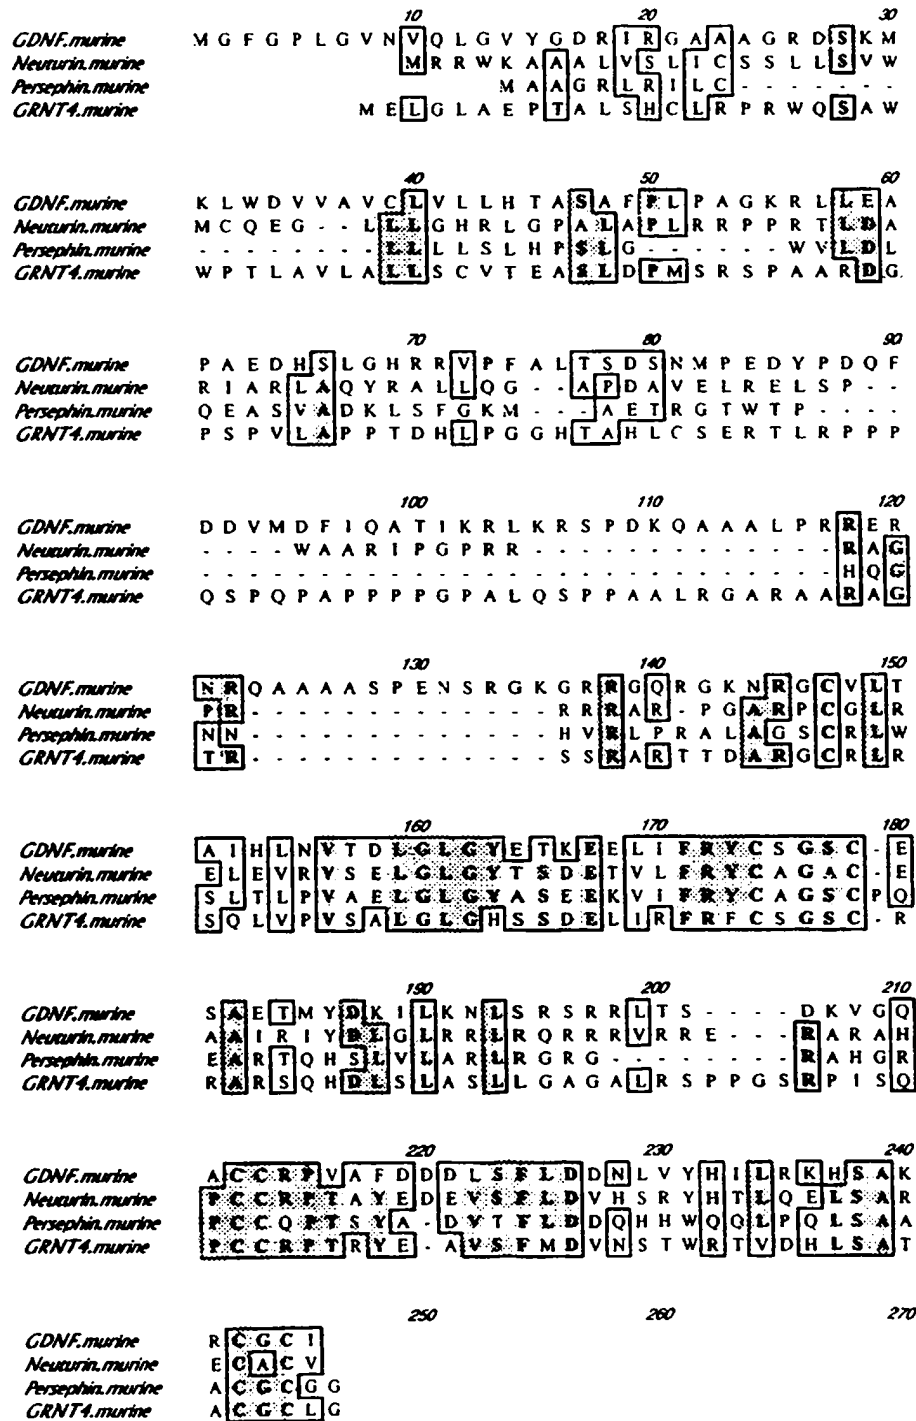 10 20 30
GDNF.murine M G F G P L G V N V Q L G V Y G D R I R G A A A G R D S K M
Neuturin.murine M R R W K A A A L V S L I C S S L L S V W
Persephin.murine M A A G R L R I L C - - - - - - -
GRNT4.murine M E L G L A E P T A L S H C L R P R W Q S A W
40 50 60
GDNF.murine K L W D V V A V C L V L L H T A S A F P L P A G K R L L E A
Neuturin.murine M C Q E G - - L L L G H R L G P A L A P L R R P P R T L D A
Persephin.murine - - - - - - - - L L L L S L H P S L G - - - - - - W V L D L
GRNT4.murine W P T L A V L A L L S C V T E A S L D P M S R S P A A R D G
70 80 90
GDNF.murine P A E D H S L G H R R V P F A L T S D S N M P E D Y P D Q F
Neuturin.murine R I A R L A Q Y R A L L Q G - - A P D A V E L R E L S P - -
Persephin.murine Q E A S V A D K L S F G K M - - - A E T R G T W T P - - - -
GRNT4.murine P S P V L A P P T D H L P G G H T A H L C S E R T L R P P P
100 110 120
GDNF.murine D D V M D F I Q A T I K R L K R S P D K Q A A A L P R R E R
Neuturin.murine - - - - W A A R I P G P R R - - - - - - - - - - - - - R A G
Persephin.murine - - - - - - - - - - - - - - - - - - - - - - - - - - - H Q G
GRNT4.murine Q S P Q P A P P P P G P A L Q S P P A A L R G A R A A R A G
130 140 150
GDNF.murine N R Q A A A A S P E N S R G K G R R G Q R G K N R G C V L T
Neuturin.murine P R - - - - - - - - - - - - - R R R A R - P G A R P C G L R
Persephin.murine N N - - - - - - - - - - - - - H V R L P R A L A G S C R L W
GRNT4.murine T R - - - - - - - - - - - - - S S R A R T T D A R G C R L R
160 170 180
GDNF.murine A I H L N V T D L G L G Y E T K E E L I F R Y C S G S C - E
Neuturin.murine E L E V R V S E L G L G Y T S D E T V L F R Y C A G A C - E
Persephin.murine S L T L P V A E L G L G Y A S E E K V I F R Y C A G S C P Q
GRNT4.murine S Q L V P V S A L G L G H S S D E L I R F R F C S G S C - R
190 200 210
GDNF.murine S A E T M Y D K I L K N L S R S R R L T S - - - D K V G Q
Neuturin.murine A A I R I Y D L G L R R L R Q R R R V R R E - - - R A R A H
Persephin.murine E A R T Q H S L V L A R L R G R G - - - - - - - - R A H G R
GRNT4.murine R A R S Q H D L S L A S L L G A G A L R S P P G S R P I S Q
220 230 240
GDNF.murine A C C R P V A F D D D L S F L D D N L V Y H I L R K H S A K
Neuturin.murine P C C R P T A Y E D E V S F L D V H S R Y H T L Q E L S A R
Persephin.murine P C C Q P T S Y A - D V T F L D D Q H H W Q Q L P Q L S A A
GRNT4.murine P C C R P T R Y E - A V S F M D V N S T W R T V D H L S A T
250 260 270
GDNF.murine R C G C I
Neuturin.murine E C A C V
Persephin.murine A C G C G G
GRNT4.murine A C G C L G